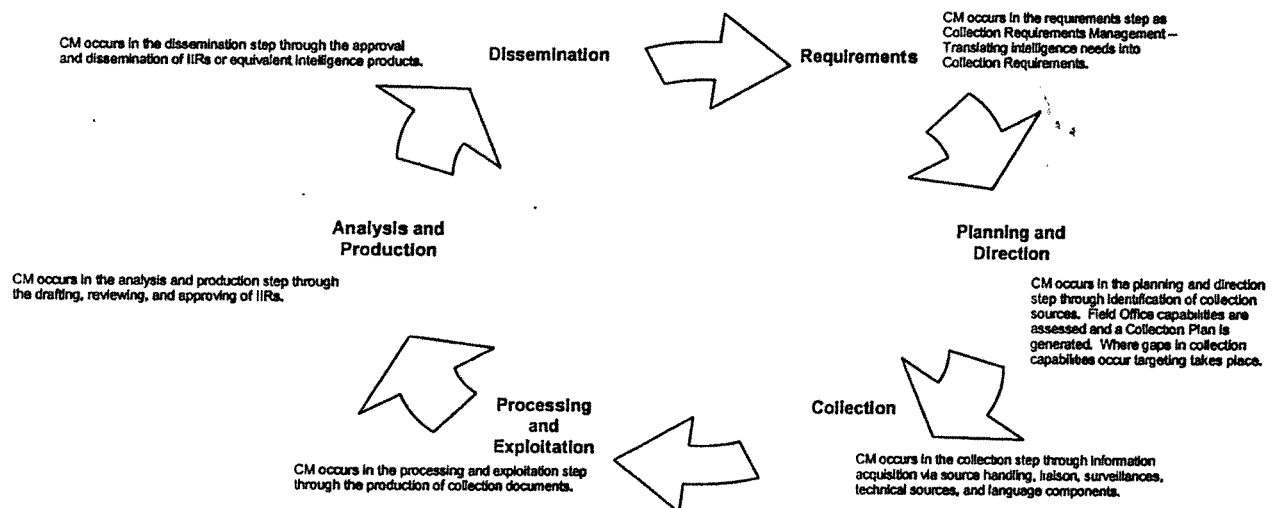 CM occurs in the dissemination step through the approval
and dissemination of IIRs or equivalent intelligence products.
Dissemination
Requirements
CM occurs in the requirements step as
Collection Requirements Management –
Translating intelligence needs into
Collection Requirements.
Analysis and
Production
CM occurs in the analysis and production step through
the drafting, reviewing, and approving of IIRs.
Planning and
Direction
CM occurs in the planning and direction
step through identification of collection
sources. Field Office capabilities are
assessed and a Collection Plan is
generated. Where gaps in collection
capabilities occur targeting takes place.
Processing
and
Exploitation
CM occurs in the processing and exploitation step
through the production of collection documents.
Collection
CM occurs in the collection step through information
acquisition via source handling, liaison, surveillances,
technical sources, and language components.